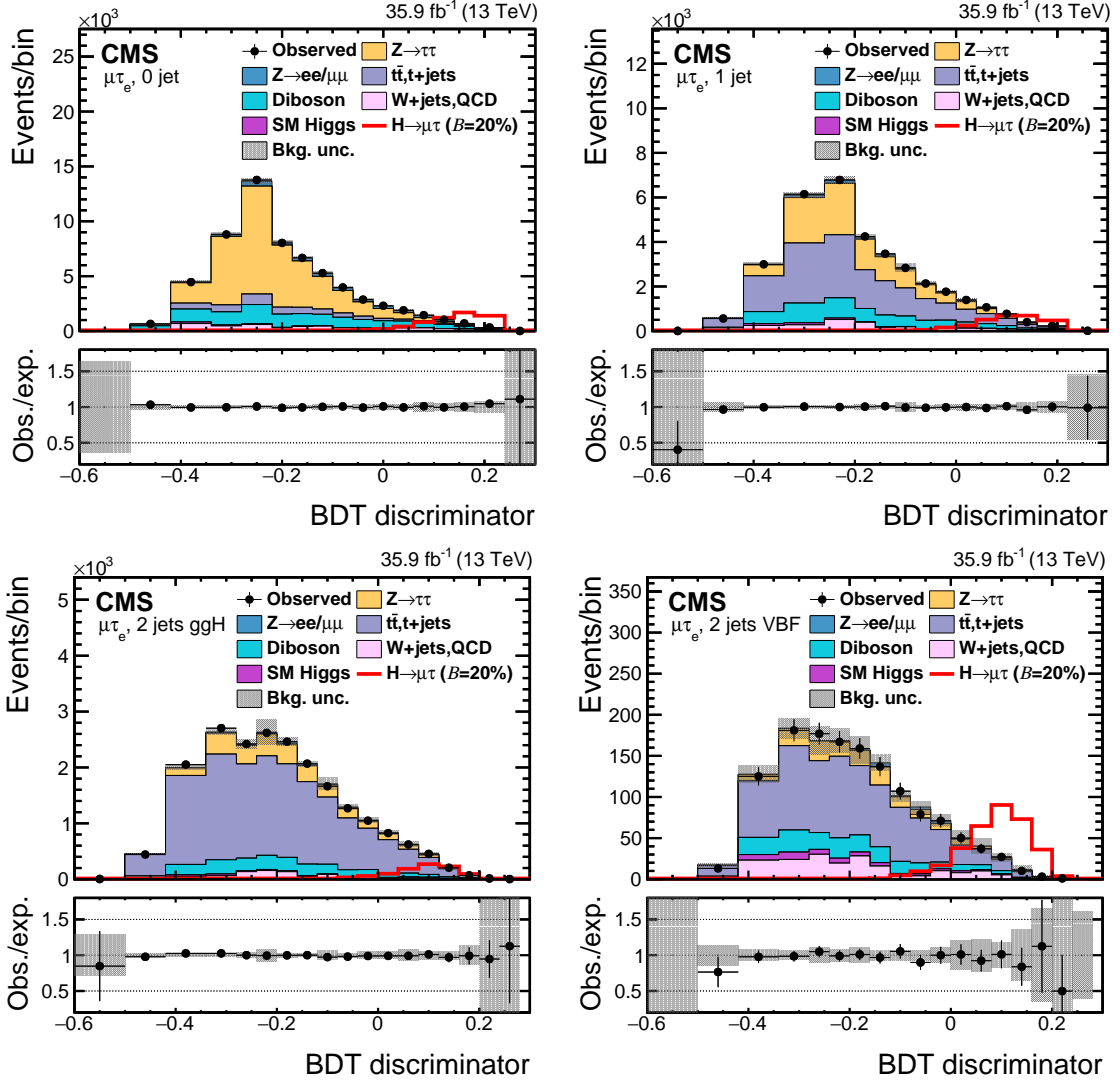 ×10³ 35.9 fb⁻¹ (13 TeV)
CMS
μτₑ, 0 jet
Observed Z→ττ
Z→ee/μμ tt̄,t+jets
Diboson W+jets,QCD
SM Higgs H→μτ (B=20%)
Bkg. unc.
Events/bin
25
20
15
10
5
0
Obs./exp.
1.5
1
0.5
−0.6 −0.4 −0.2 0 0.2
BDT discriminator
×10³ 35.9 fb⁻¹ (13 TeV)
CMS
μτₑ, 1 jet
Observed Z→ττ
Z→ee/μμ tt̄,t+jets
Diboson W+jets,QCD
SM Higgs H→μτ (B=20%)
Bkg. unc.
Events/bin
12
10
8
6
4
2
0
Obs./exp.
1.5
1
0.5
−0.6 −0.4 −0.2 0 0.2
BDT discriminator
×10³ 35.9 fb⁻¹ (13 TeV)
CMS
μτₑ, 2 jets ggH
Observed Z→ττ
Z→ee/μμ tt̄,t+jets
Diboson W+jets,QCD
SM Higgs H→μτ (B=20%)
Bkg. unc.
Events/bin
5
4
3
2
1
0
Obs./exp.
1.5
1
0.5
−0.6 −0.4 −0.2 0 0.2
BDT discriminator
35.9 fb⁻¹ (13 TeV)
CMS
μτₑ, 2 jets VBF
Observed Z→ττ
Z→ee/μμ tt̄,t+jets
Diboson W+jets,QCD
SM Higgs H→μτ (B=20%)
Bkg. unc.
Events/bin
350
300
250
200
150
100
50
0
Obs./exp.
1.5
1
0.5
−0.6 −0.4 −0.2 0 0.2
BDT discriminator